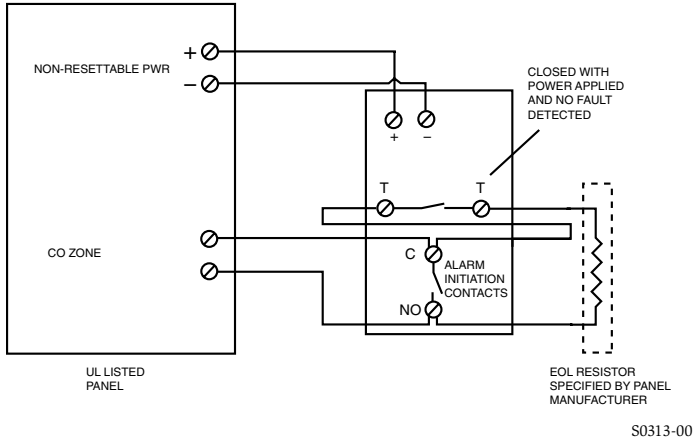 +
NON-RESETTABLE PWR
–
CLOSED WITH
POWER APPLIED
AND NO FAULT
DETECTED
+ –
T T
CO ZONE
C
ALARM
INITIATION
CONTACTS
NO
UL LISTED
PANEL
EOL RESISTOR
SPECIFIED BY PANEL
MANUFACTURER
S0313-00